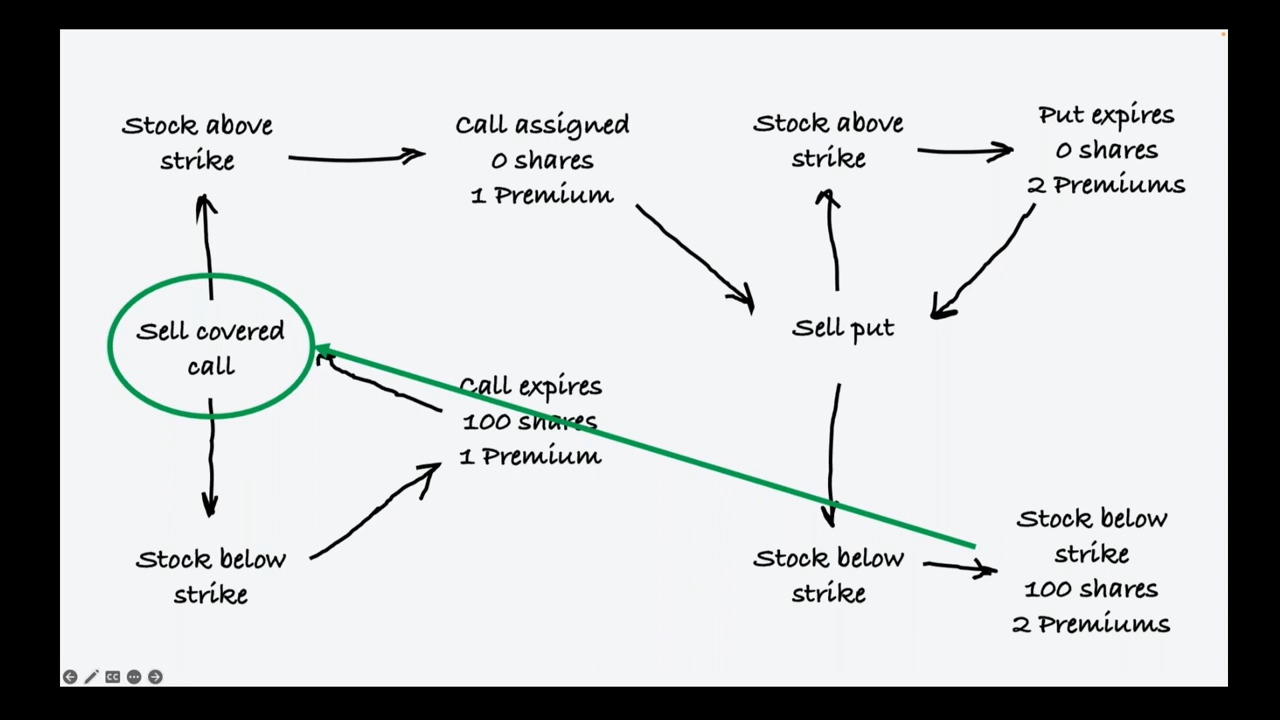 Stock above
strike
Call assigned
0 shares
1 Premium
Stock above
strike
Put expires
0 shares
2 Premiums
Sell covered
call
Call expires
100 shares
1 Premium
Sell put
Stock below
strike
Stock below
strike
Stock below
strike
100 shares
2 Premiums
CC